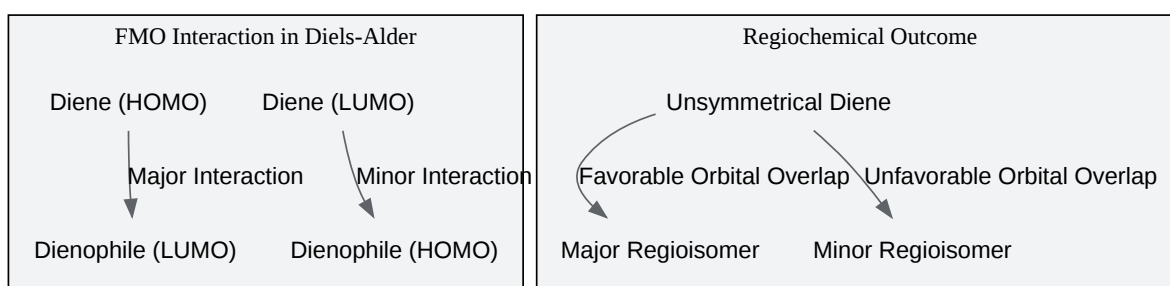 FMO Interaction in Diels-Alder
Diene (HOMO)
Diene (LUMO)
Major Interaction
Minor Interaction
Dienophile (LUMO)
Dienophile (HOMO)
Regiochemical Outcome
Unsymmetrical Diene
Favorable Orbital Overlap
Unfavorable Orbital Overlap
Major Regioisomer
Minor Regioisomer